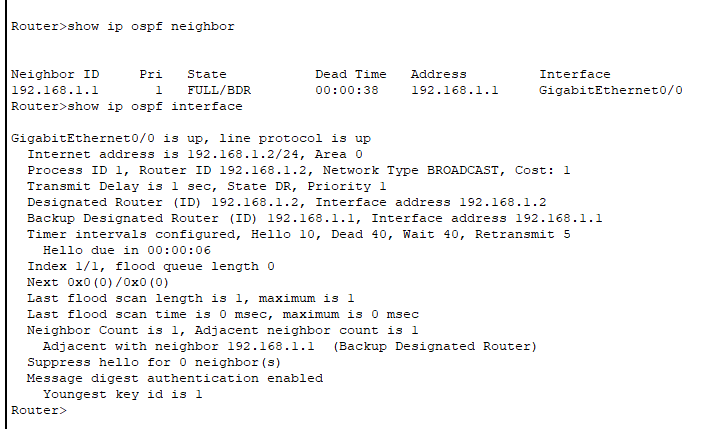 Router>show ip ospf neighbor
Neighbor ID Pri State Dead Time Address Interface
192.168.1.1 1 FULL/BDR 00:00:38 192.168.1.1 GigabitEthernet0/0
Router>show ip ospf interface
GigabitEthernet0/0 is up, line protocol is up
Internet address is 192.168.1.2/24, Area 0
Process ID 1, Router ID 192.168.1.2, Network Type BROADCAST, Cost: 1
Transmit Delay is 1 sec, State DR, Priority 1
Designated Router (ID) 192.168.1.2, Interface address 192.168.1.2
Backup Designated Router (ID) 192.168.1.1, Interface address 192.168.1.1
Timer intervals configured, Hello 10, Dead 40, Wait 40, Retransmit 5
Hello due in 00:00:06
Index 1/1, flood queue length 0
Next 0x0(0)/0x0(0)
Last flood scan length is 1, maximum is 1
Last flood scan time is 0 msec, maximum is 0 msec
Neighbor Count is 1, Adjacent neighbor count is 1
Adjacent with neighbor 192.168.1.1 (Backup Designated Router)
Suppress hello for 0 neighbor(s)
Message digest authentication enabled
Youngest key id is 1
Router>